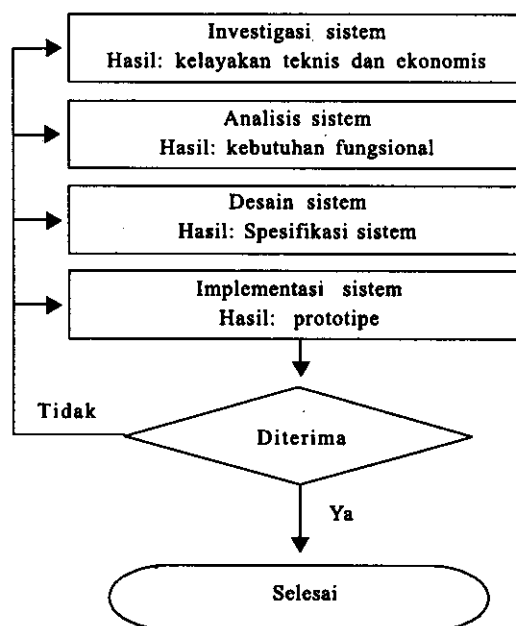 Investigasi sistem
Hasil: kelayakan teknis dan ekonomis
Analisis sistem
Hasil: kebutuhan fungsional
Desain sistem
Hasil: Spesifikasi sistem
Implementasi sistem
Hasil: prototipe
Tidak
Diterima
Ya
Selesai